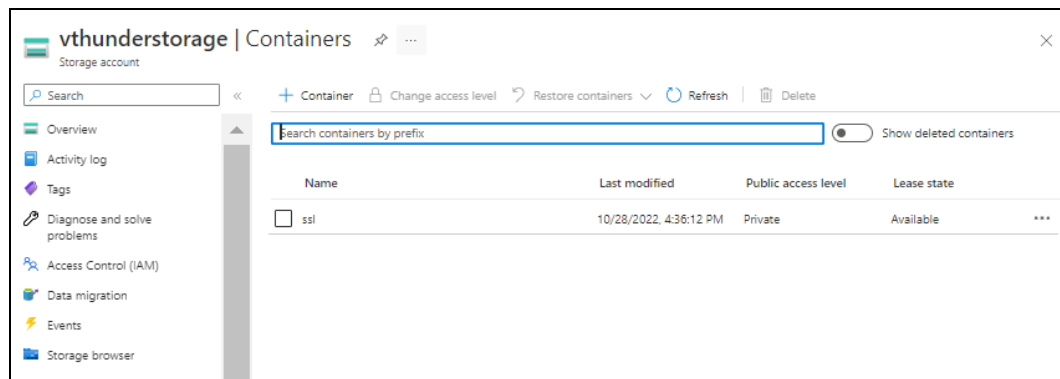 vthunderstorage | Containers
Storage account
Search
Overview
Activity log
Tags
Diagnose and solve
problems
Access Control (IAM)
Data migration
Events
Storage browser
Container Change access level Restore containers Refresh Delete
Search containers by prefix Show deleted containers
Name Last modified Public access level Lease state
ssl 10/28/2022, 4:36:12 PM Private Available